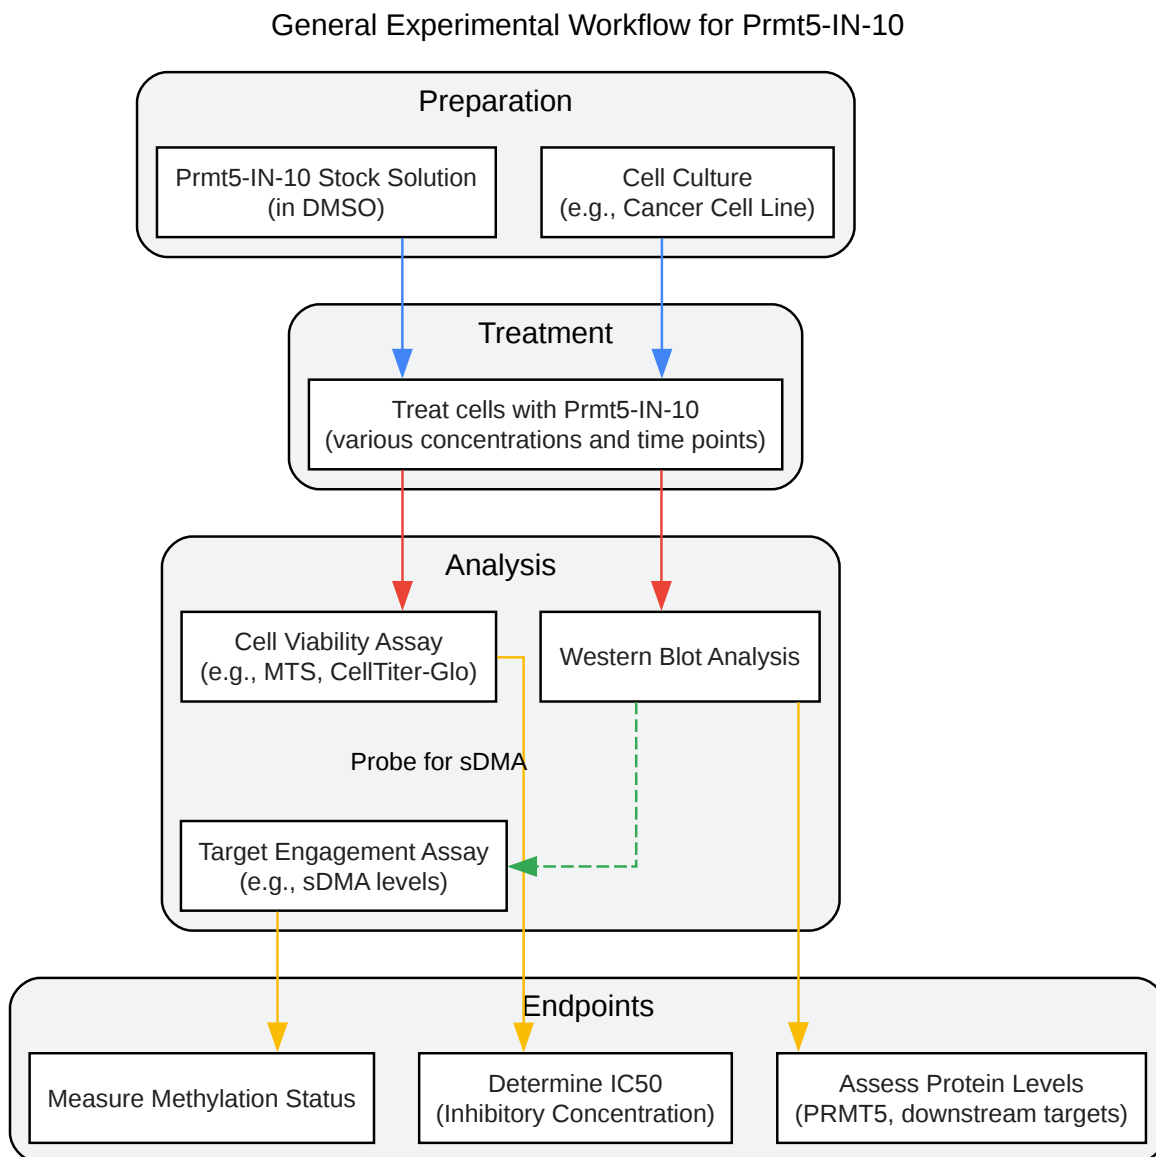 General Experimental Workflow for Prmt5-IN-10
Preparation
Prmt5-IN-10 Stock Solution
(in DMSO)
Cell Culture
(e.g., Cancer Cell Line)
Treatment
Treat cells with Prmt5-IN-10
(various concentrations and time points)
Analysis
Cell Viability Assay
(e.g., MTS, CellTiter-Glo)
Western Blot Analysis
Probe for sDMA
Target Engagement Assay
(e.g., sDMA levels)
Endpoints
Measure Methylation Status
Determine IC50
(Inhibitory Concentration)
Assess Protein Levels
(PRMT5, downstream targets)